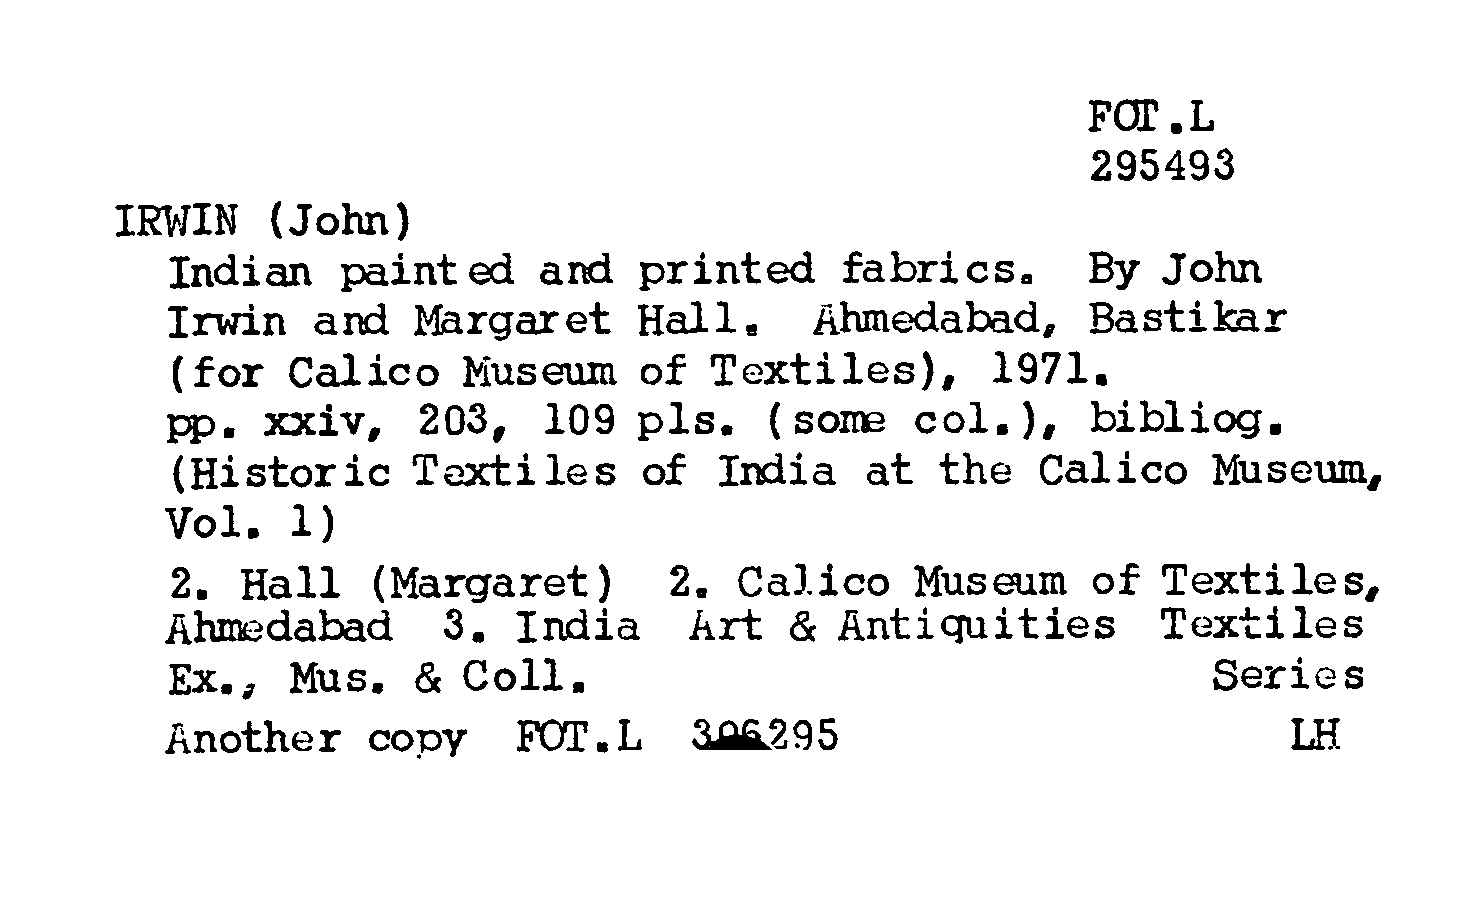 FOT.L
295493
IRWIN (John)
Indian painted and printed fabrics. By John
Irwin and Margaret Hall. Ahmedabad, Bastikar
(for Calico Museum of Textiles), 1971.
pp. xxiv, 203, 109 pls. (some col.), bibliog.
(Historic Textiles of India at the Calico Museum,
Vol. 1)
2. Hall (Margaret) 2. Calico Museum of Textiles,
Ahmedabad 3. India Art & Antiquities Textiles
Ex., Mus. & Coll. Series
Another copy FOT.L 306295 LH